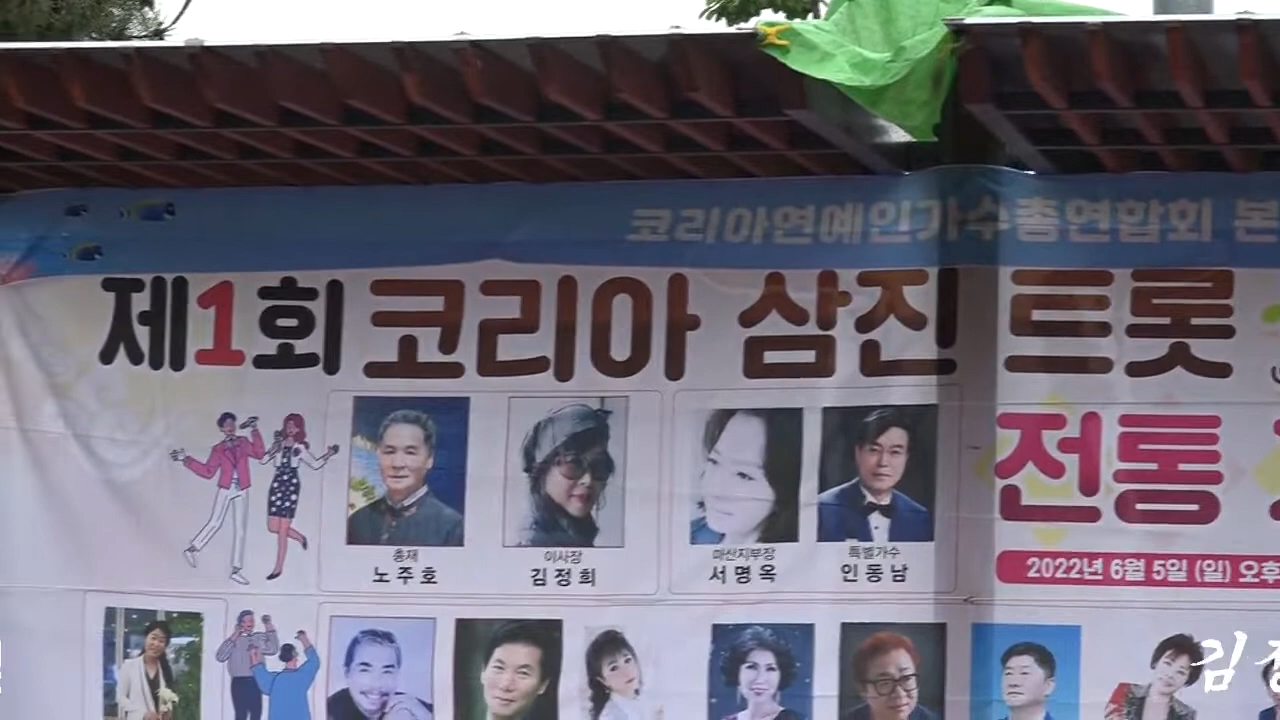 코리아연예인가수총연합회 본
제1회 코리아 삼진 트롯
전통
총재
노주호
이사장
김정희
마산지부장
서명옥
특별가수
인동남
2022년 6월 5일 (일) 오후
김